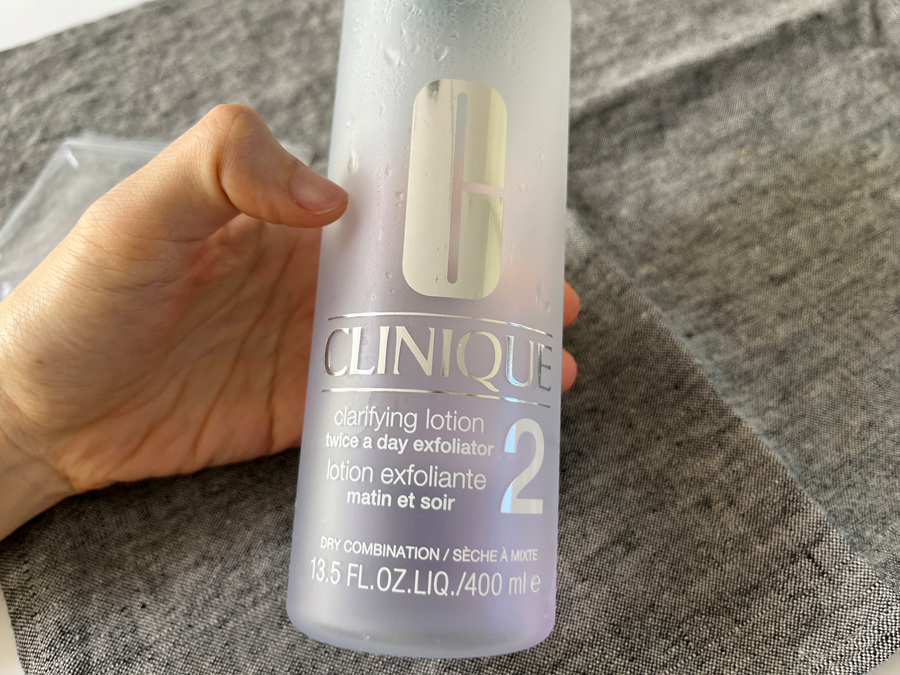 CLINIQUE
clarifying lotion
twice a day exfoliator
lotion exfoliante
matin et soir
2
DRY COMBINATION / SÈCHE À MIXTE
13.5 FL.OZ.LIQ./400 ml e